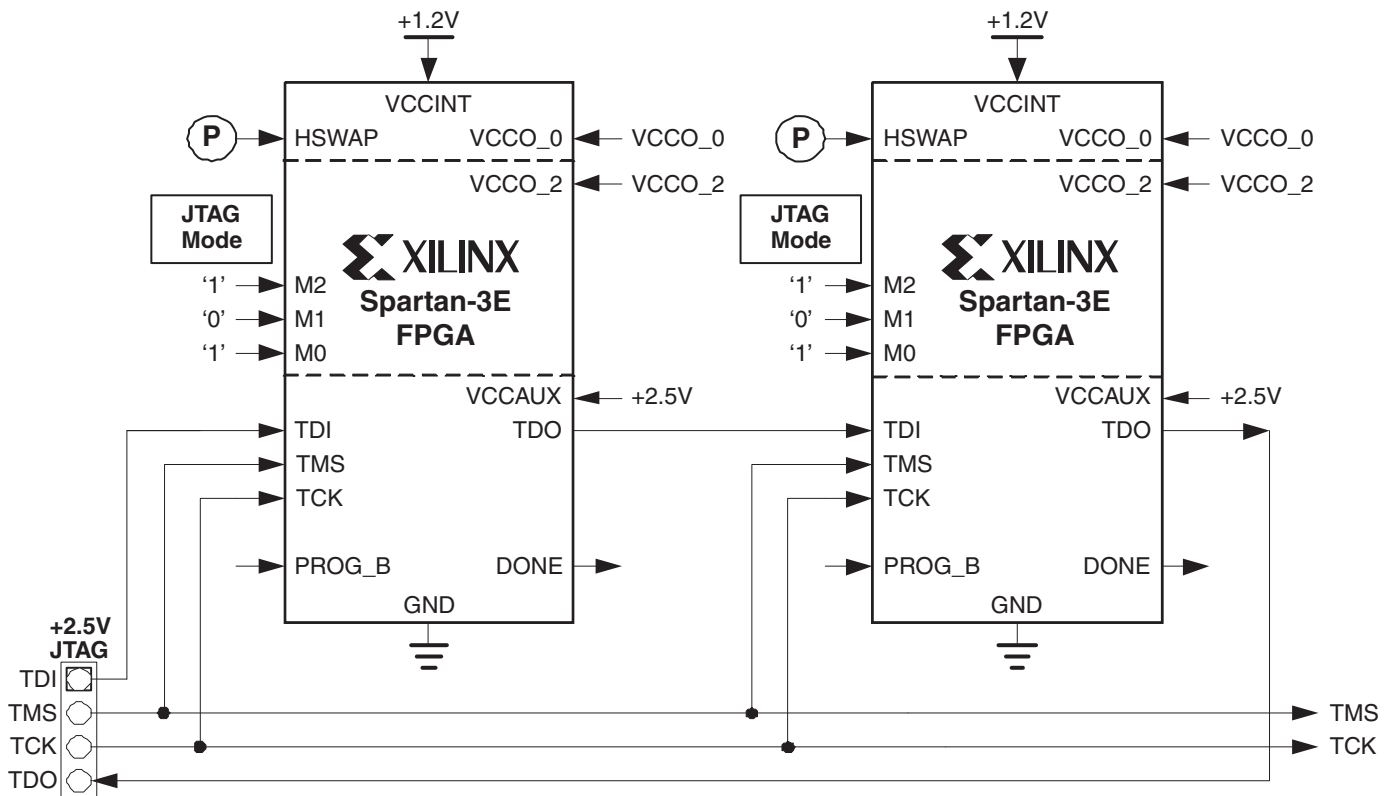 +1.2V
+1.2V
VCCINT
VCCINT
P
HSWAP
VCCO_0
VCCO_0
P
HSWAP
VCCO_0
VCCO_0
VCCO_2
VCCO_2
VCCO_2
VCCO_2
JTAG
Mode
JTAG
Mode
XILINX
XILINX
‘1’
M2
Spartan-3E
‘1’
M2
Spartan-3E
‘0’
M1
FPGA
‘0’
M1
FPGA
‘1’
M0
‘1’
M0
VCCAUX
+2.5V
VCCAUX
+2.5V
TDI
TDO
TDI
TDO
TMS
TMS
TCK
TCK
PROG_B
DONE
PROG_B
DONE
GND
GND
+2.5V
JTAG
TDI
TMS
TMS
TCK
TCK
TDO